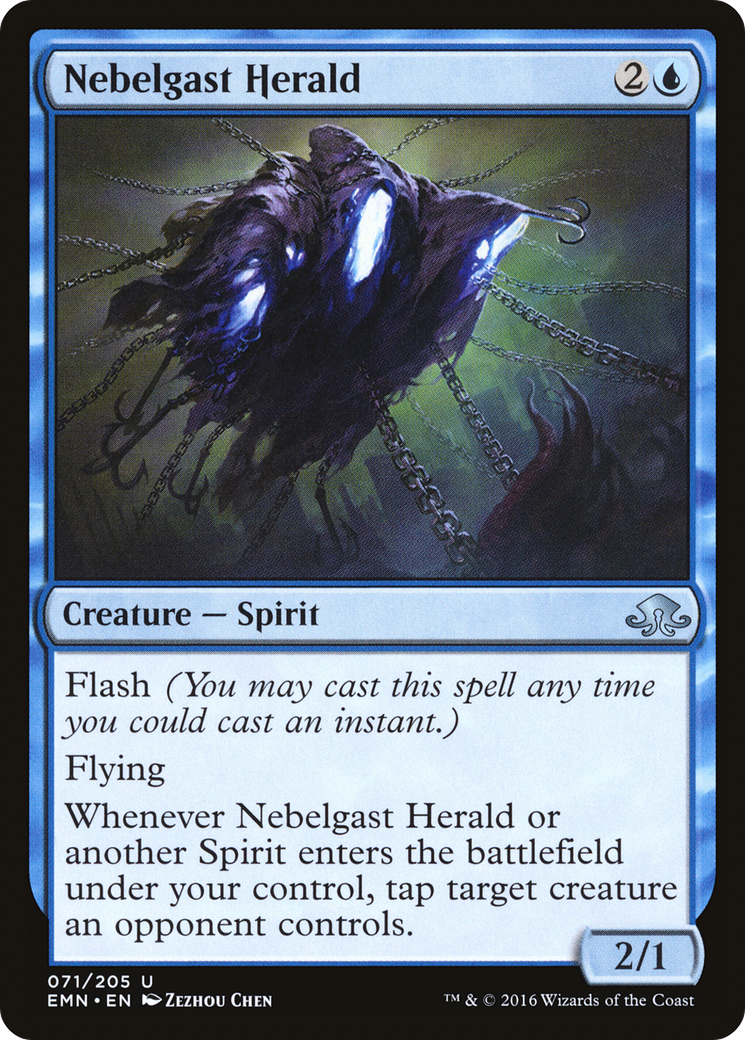 Nebelgast Herald 2
Creature — Spirit
Flash (You may cast this spell any time
you could cast an instant.)
Flying
Whenever Nebelgast Herald or
another Spirit enters the battlefield
under your control, tap target creature
an opponent controls.
2/1
071/205 U
EMN • EN Zezhou Chen ™ & © 2016 Wizards of the Coast